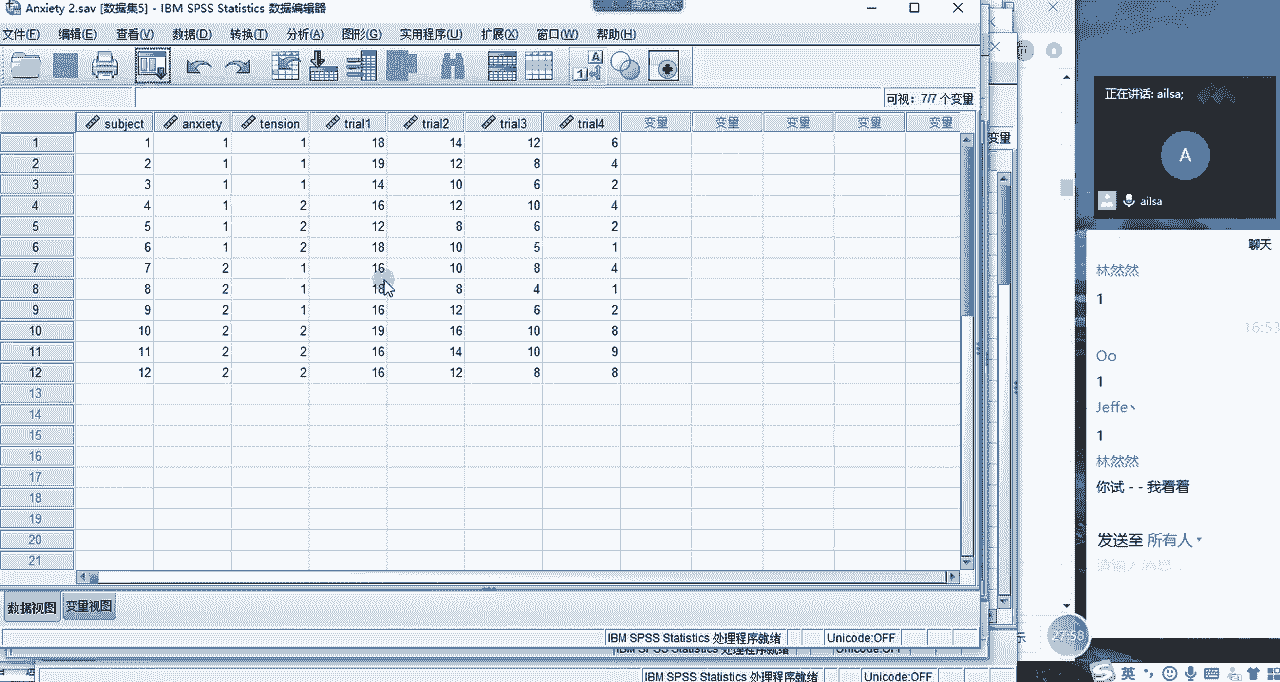 Anxiety 2.sav [数据集5] - IBM SPSS Statistics 数据编辑器
文件(F) 编辑(E) 查看(V) 数据(D) 转换(T) 分析(A) 图形(G) 实用程序(U) 扩展(X) 窗口(W) 帮助(H)
可视: 7/7 个变量
subject anxiety tension trial1 trial2 trial3 trial4 变量 变量 变量 变量 变量
1 1 1 1 18 14 12 6
2 2 1 1 19 12 8 4
3 3 1 1 14 10 6 2
4 4 1 2 16 12 10 4
5 5 1 2 12 8 6 2
6 6 1 2 18 10 5 1
7 7 2 1 16 10 8 4
8 8 2 1 18 8 4 1
9 9 2 1 16 12 6 2
10 10 2 2 19 16 10 8
11 11 2 2 16 14 10 9
12 12 2 2 16 12 8 8
13
14
15
16
17
18
19
20
21
数据视图 变量视图
IBM SPSS Statistics 处理程序就绪 Unicode:OFF
IBM SPSS Statistics 处理程序就绪 Unicode:OFF
IBM SPSS Statistics 处理程序就绪 Unicode:OFF
变量
示
正在讲话: ailsa;
A
ailsa
聊天
林然然
1
16:53
Oo
1
Jeffe丶
1
林然然
你试 - - 我看着
发送至 所有人
27:58
英